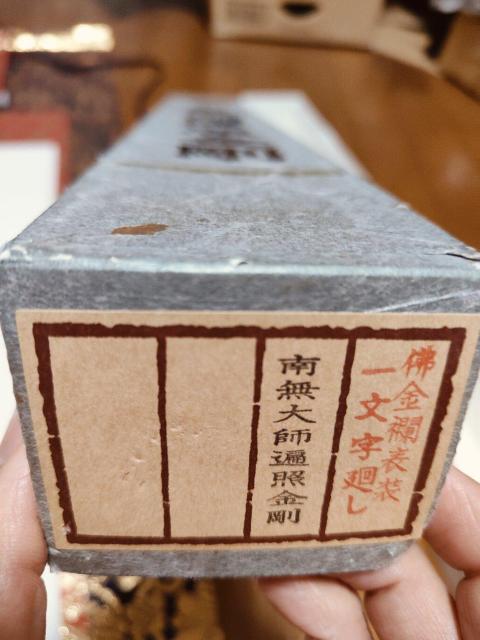 佛金襴表装
一文字廻し
南無大師遍照金剛